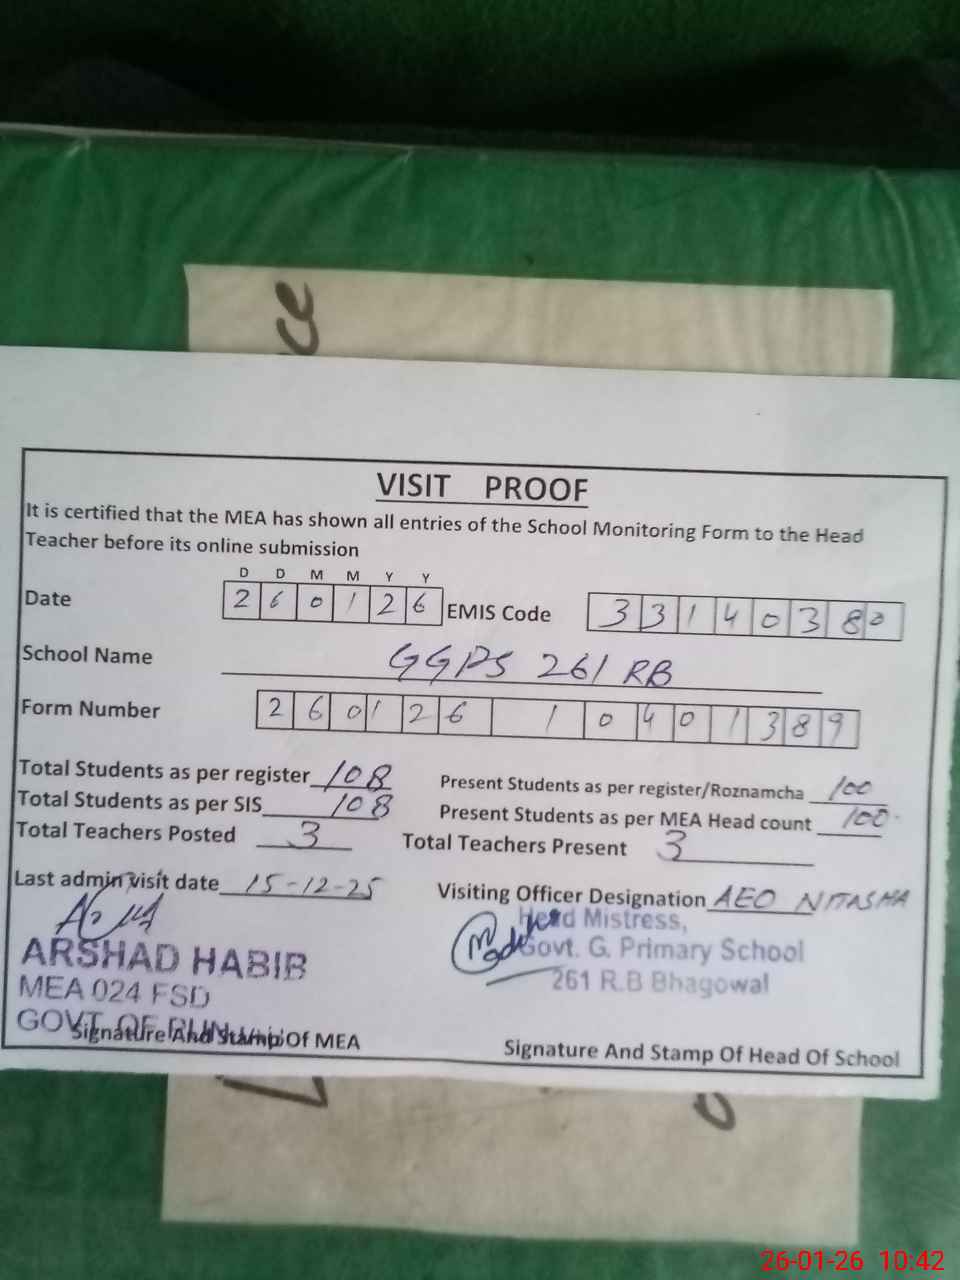 ce
VISIT PROOF
It is certified that the MEA has shown all entries of the School Monitoring Form to the Head
Teacher before its online submission
D D M M Y Y
Date 2 6 0 1 2 6 EMIS Code 3 3 1 4 0 3 8 0
School Name GGPS 261 RB
Form Number 2 6 0 1 2 6 1 0 4 0 1 3 8 9
Total Students as per register 108 Present Students as per register/Roznamcha 100
Total Students as per SIS 108 Present Students as per MEA Head count 100
Total Teachers Posted 3 Total Teachers Present 3
Last admin visit date 15-12-25 Visiting Officer Designation AEO NITASHA
Head Mistress,
ARSHAD HABIB Govt. G. Primary School
MEA 024 FSD 261 R.B Bhagowal
GOVT OF PUNJAB
Signature And Stamp Of MEA Signature And Stamp Of Head Of School
26-01-26 10:42